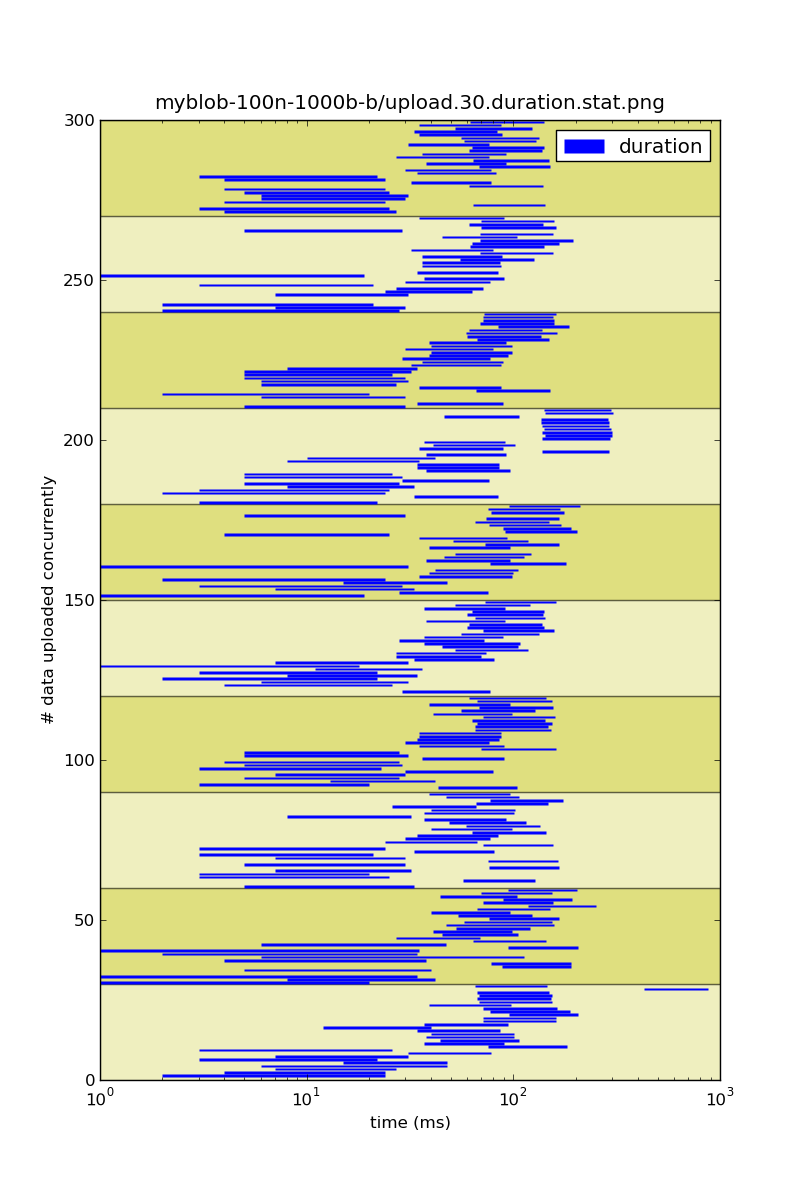 myblob-100n-1000b-b/upload.30.duration.stat.png
duration
300
250
200
150
100
50
0
# data uploaded concurrently
10^0 10^1 10^2 10^3
time (ms)